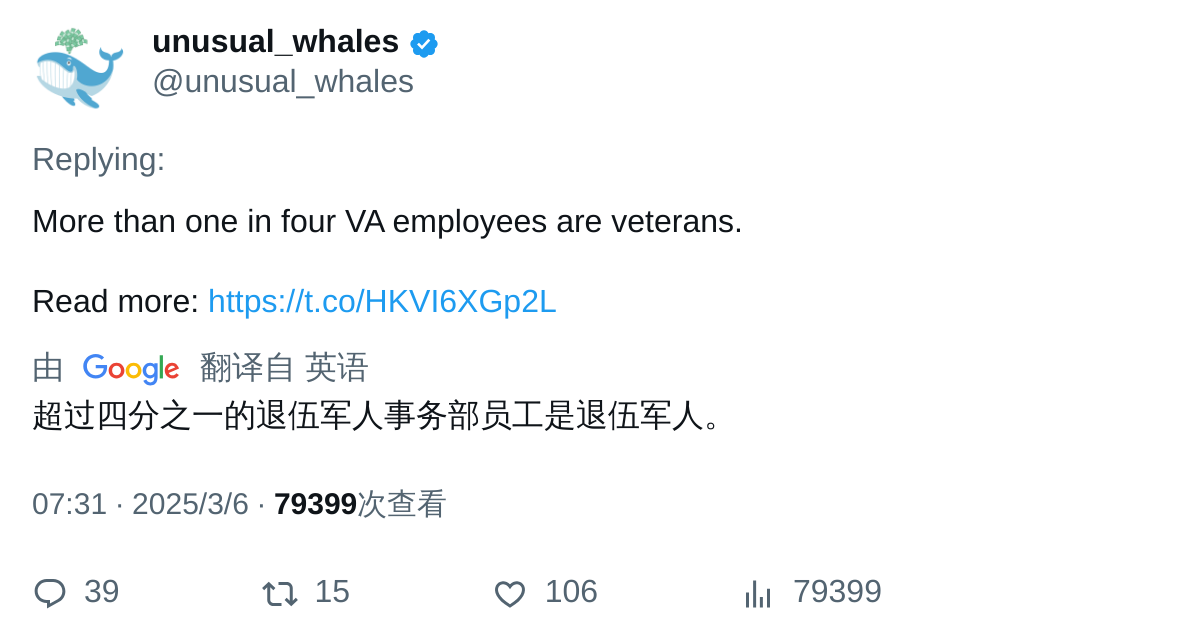 unusual_whales
@unusual_whales
Replying:
More than one in four VA employees are veterans.
Read more: https://t.co/HKVI6XGp2L
由 Google 翻译自 英语
超过四分之一的退伍军人事务部员工是退伍军人。
07:31 · 2025/3/6 · 79399次查看
39 15 106 79399